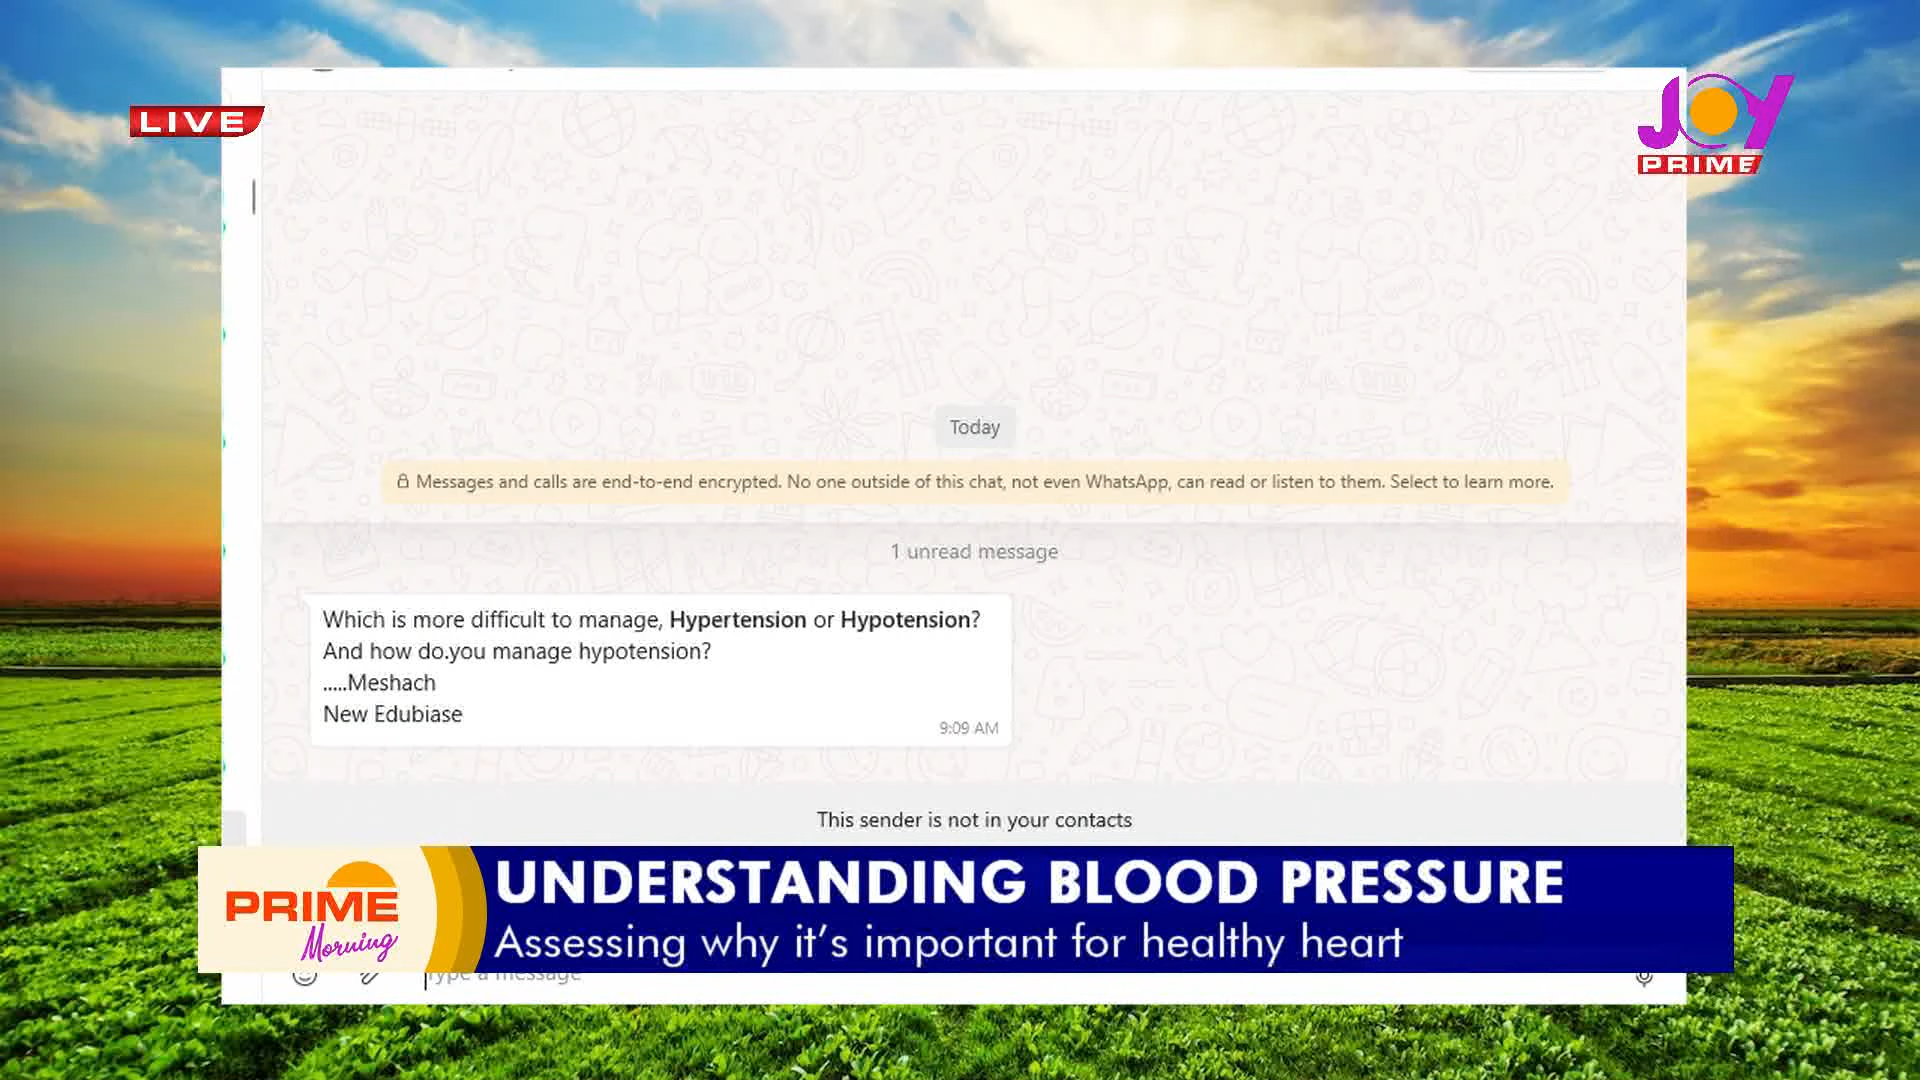 LIVE
JOY
PRIME
Today
Messages and calls are end-to-end encrypted. No one outside of this chat, not even WhatsApp, can read or listen to them. Select to learn more.
1 unread message
Which is more difficult to manage, Hypertension or Hypotension?
And how do.you manage hypotension?
.....Meshach
New Edubiase
9:09 AM
This sender is not in your contacts
PRIME
Morning
UNDERSTANDING BLOOD PRESSURE
Assessing why it's important for healthy heart
Type a message